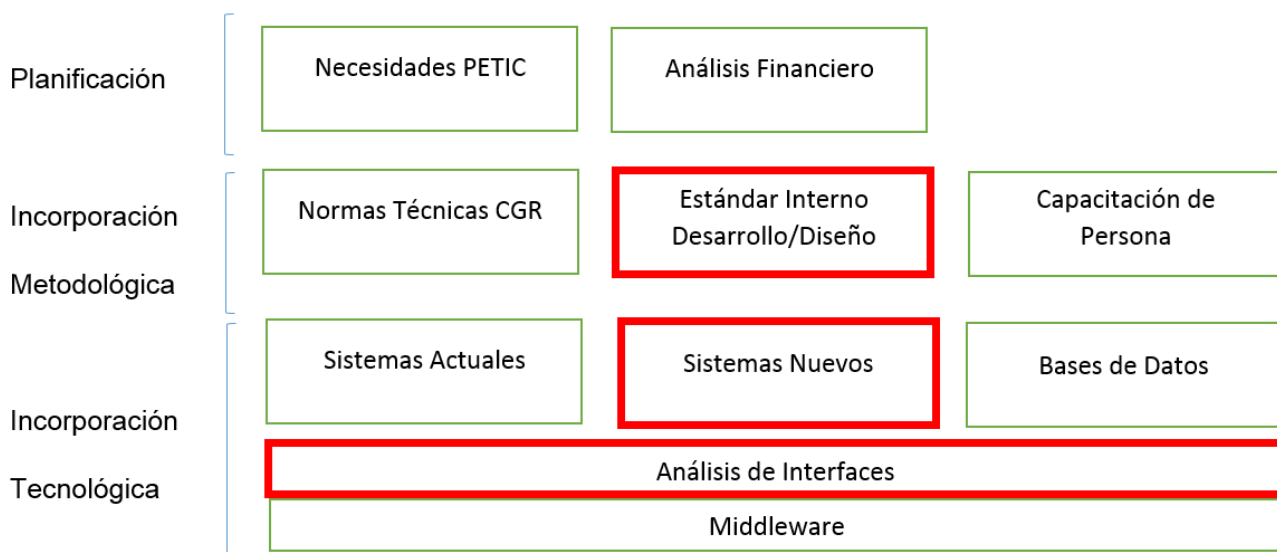 Planificación
Necesidades PETIC
Análisis Financiero
Incorporación
Metodológica
Normas Técnicas CGR
Estándar Interno
Desarrollo/Diseño
Capacitación de
Persona
Incorporación
Tecnológica
Sistemas Actuales
Sistemas Nuevos
Bases de Datos
Análisis de Interfaces
Middleware